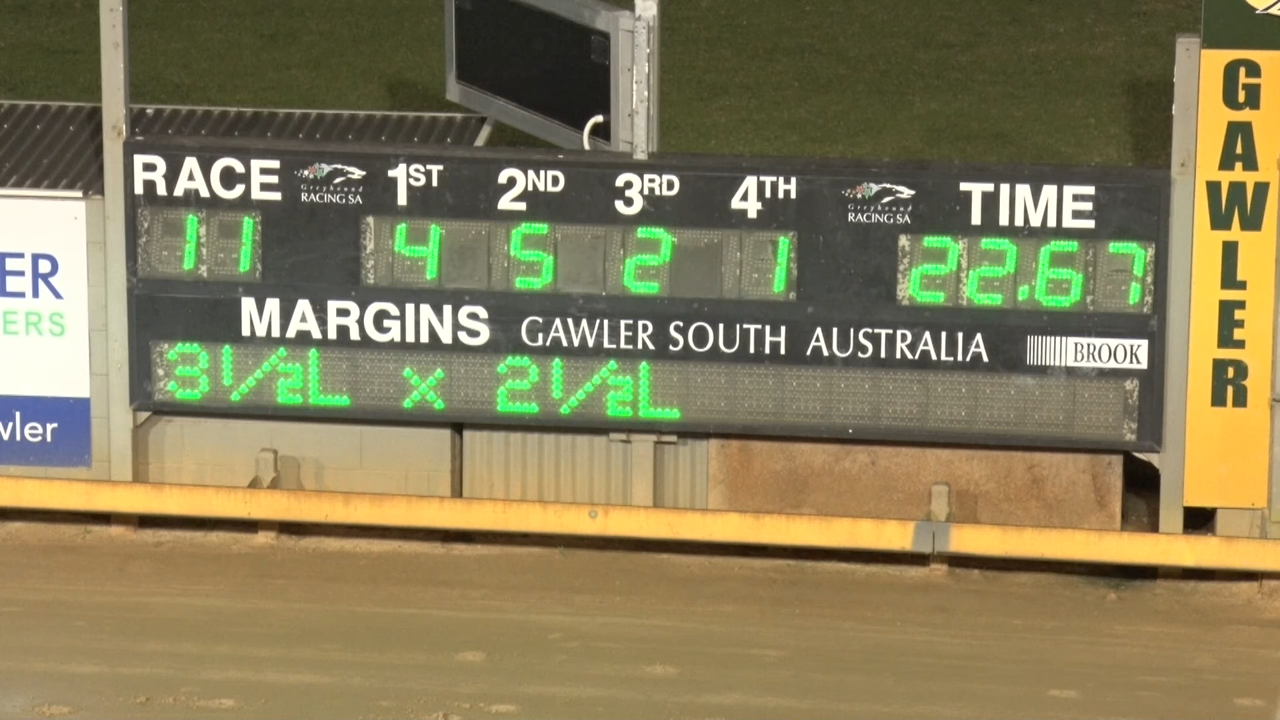 RACE Greyhound RACING SA 1ST 2ND 3RD 4TH Greyhound RACING SA TIME
11 4 5 2 1 22.67
MARGINS GAWLER SOUTH AUSTRALIA BROOK
3½L x 2½L
GAWLER
ER
ERS
wler